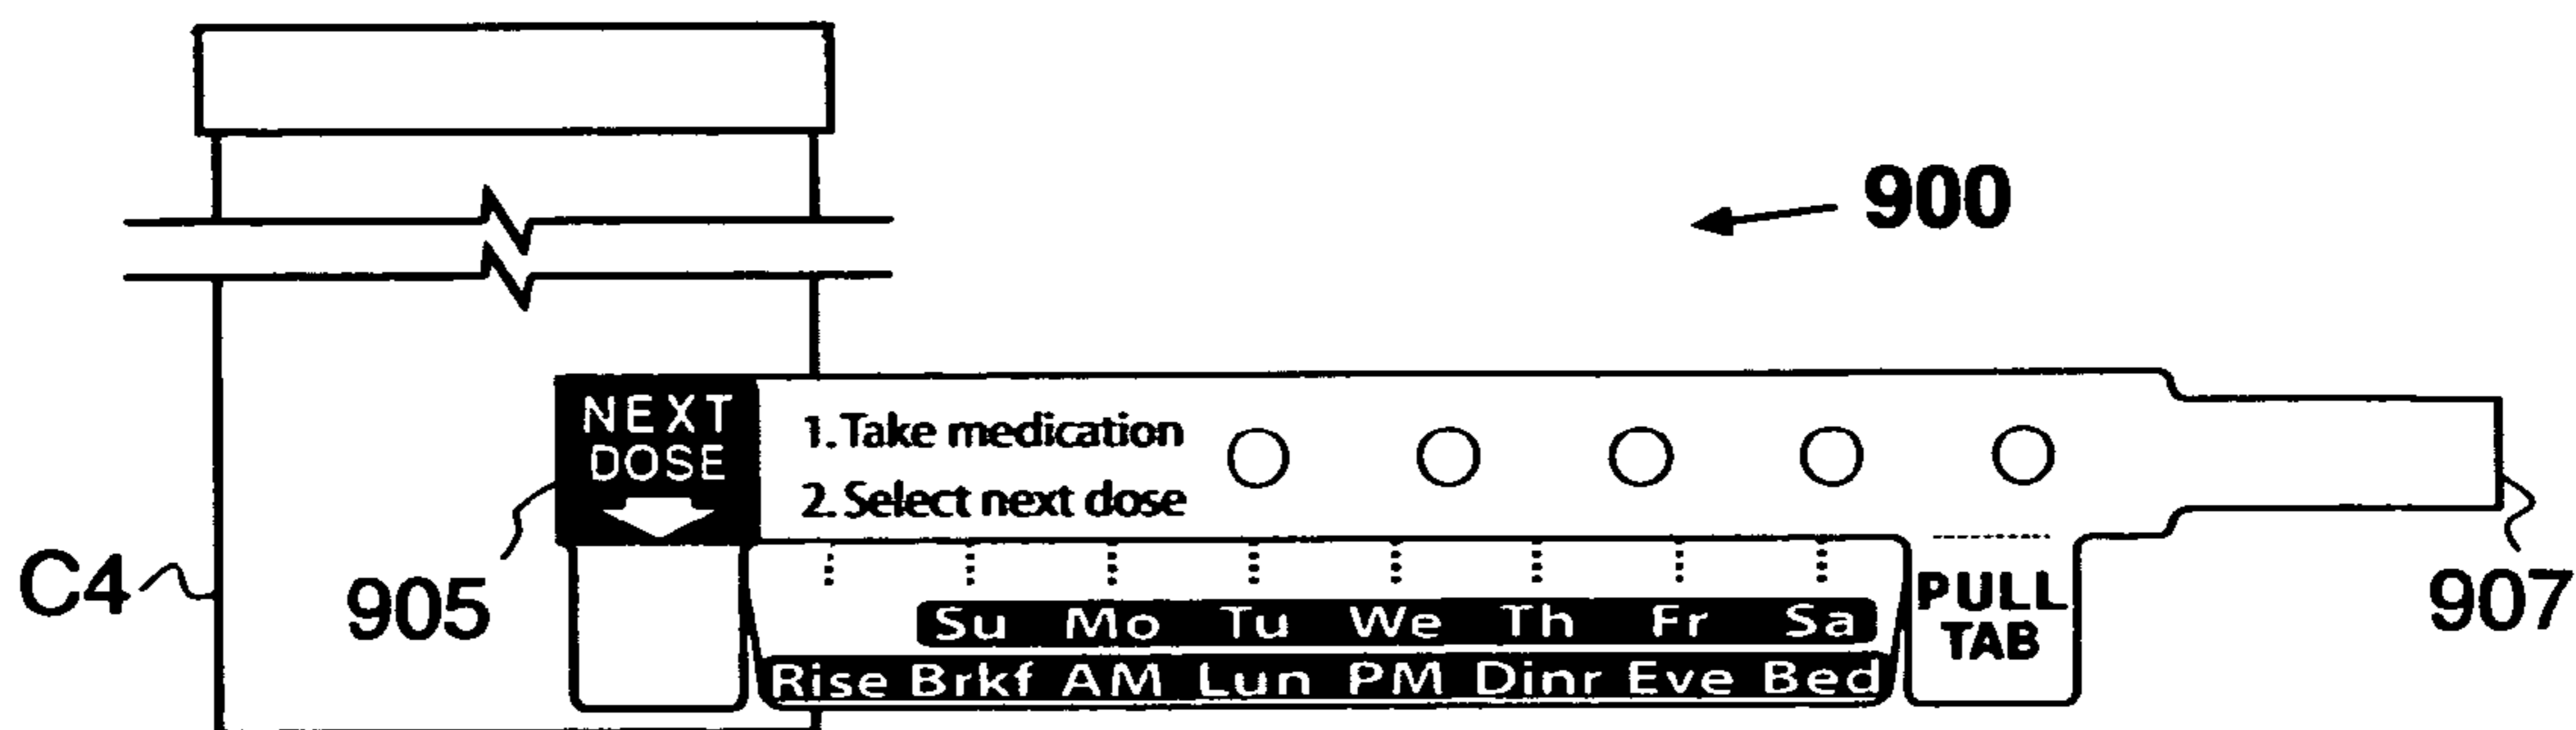 900
NEXT
DOSE
1. Take medication
2. Select next dose
C4
905
907
PULL
TAB
Su Mo Tu We Th Fr Sa
Rise Brkf AM Lun PM Dinr Eve Bed